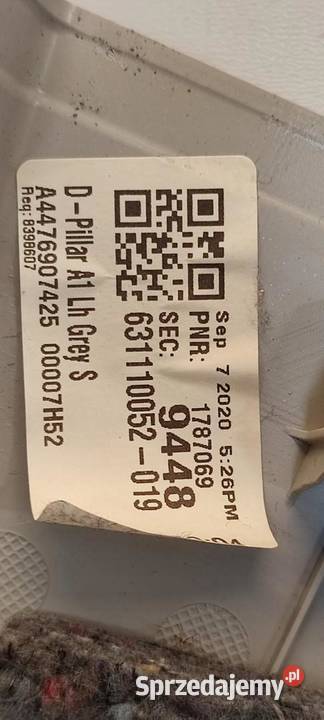 Sep 7 2020 5:26PM
PNR: 1787069
SEC: 9448
631110052-019
D-Pillar A1 Lh Grey S
A4476907425 00007H52
Req: 8398607
Sprzedajemy.pl